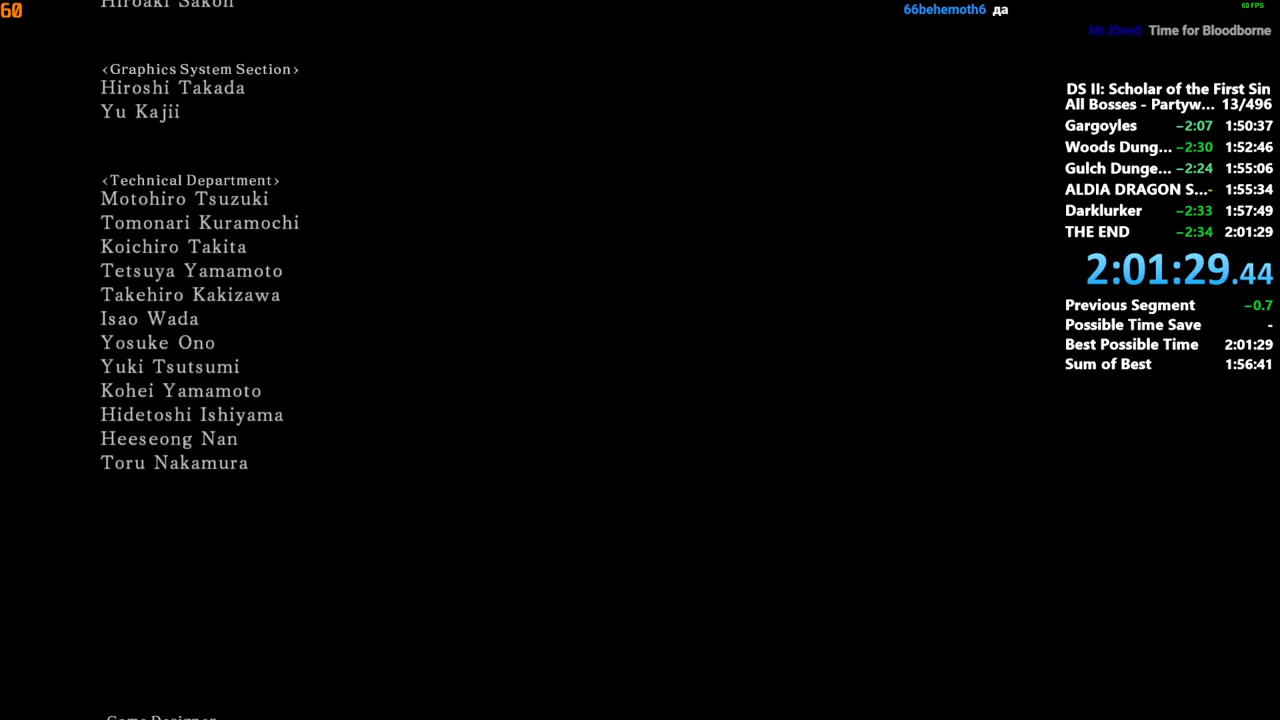 60
66behemoth6 да
60 FPS
Time for Bloodborne
Hiroaki Sakon
<Graphics System Section>
Hiroshi Takada
Yu Kajii
<Technical Department>
Motohiro Tsuzuki
Tomonari Kuramochi
Koichiro Takita
Tetsuya Yamamoto
Takehiro Kakizawa
Isao Wada
Yosuke Ono
Yuki Tsutsumi
Kohei Yamamoto
Hidetoshi Ishiyama
Heeseong Nan
Toru Nakamura
Game Designer
DS II: Scholar of the First Sin
All Bosses - Partyw... 13/496
Gargoyles −2:07 1:50:37
Woods Dung... −2:30 1:52:46
Gulch Dunge... −2:24 1:55:06
ALDIA DRAGON S...- 1:55:34
Darklurker −2:33 1:57:49
THE END −2:34 2:01:29
2:01:29.44
Previous Segment −0.7
Possible Time Save -
Best Possible Time 2:01:29
Sum of Best 1:56:41